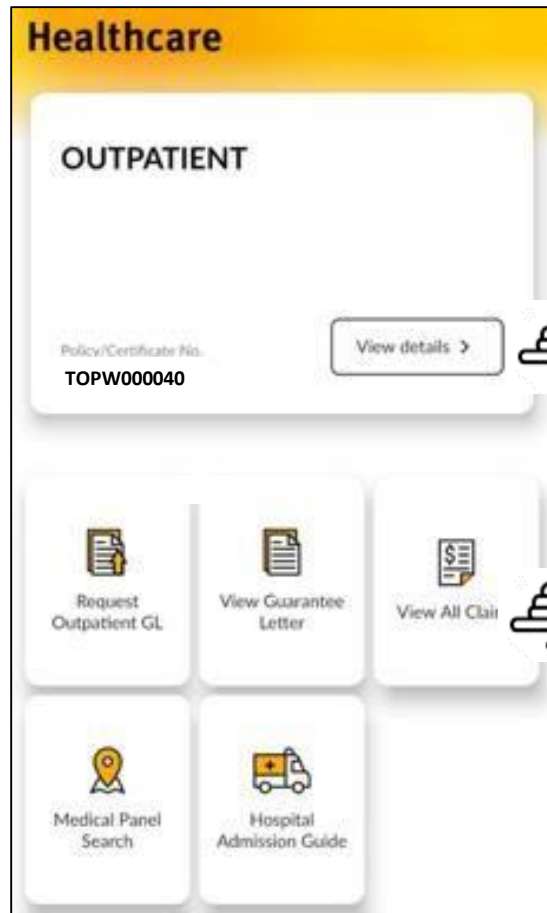 Healthcare
OUTPATIENT
Policy/Certificate No.
View details >
TOPW000040
Request
Outpatient GL
View Guarantee
Letter
View All Clai
Medical Panel
Search
Hospital
Admission Guide